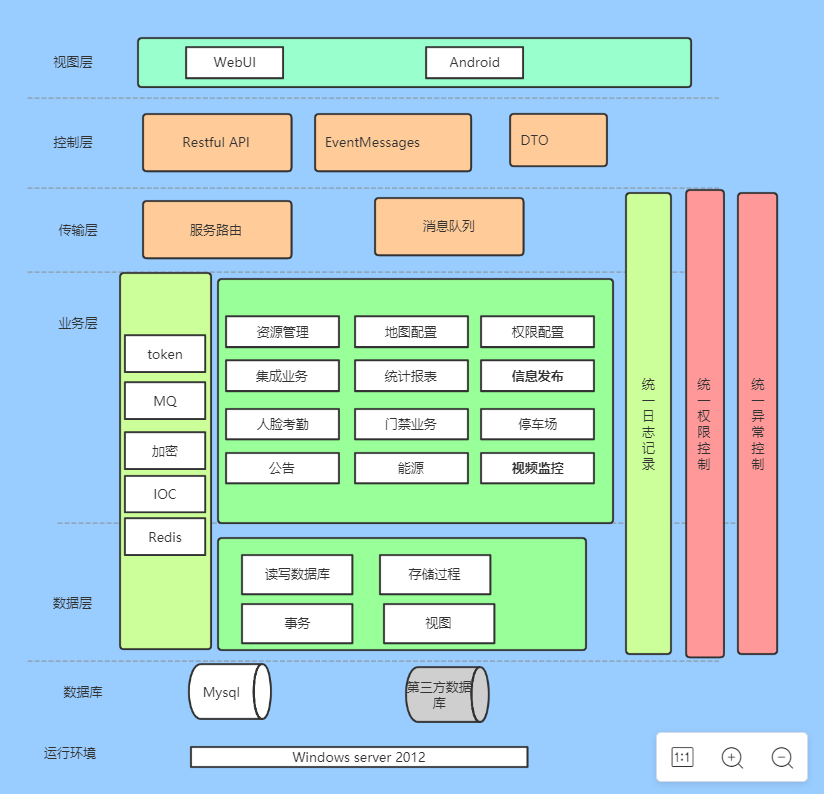 视图层
WebUI
Android
控制层
Restful API
EventMessages
DTO
传输层
服务路由
消息队列
业务层
token
MQ
加密
IOC
Redis
资源管理
地图配置
权限配置
集成业务
统计报表
信息发布
人脸考勤
门禁业务
停车场
公告
能源
视频监控
统一日志记录
统一权限控制
统一异常控制
数据层
读写数据库
存储过程
事务
视图
数据库
Mysql
第三方数据
库
运行环境
Windows server 2012
1:1